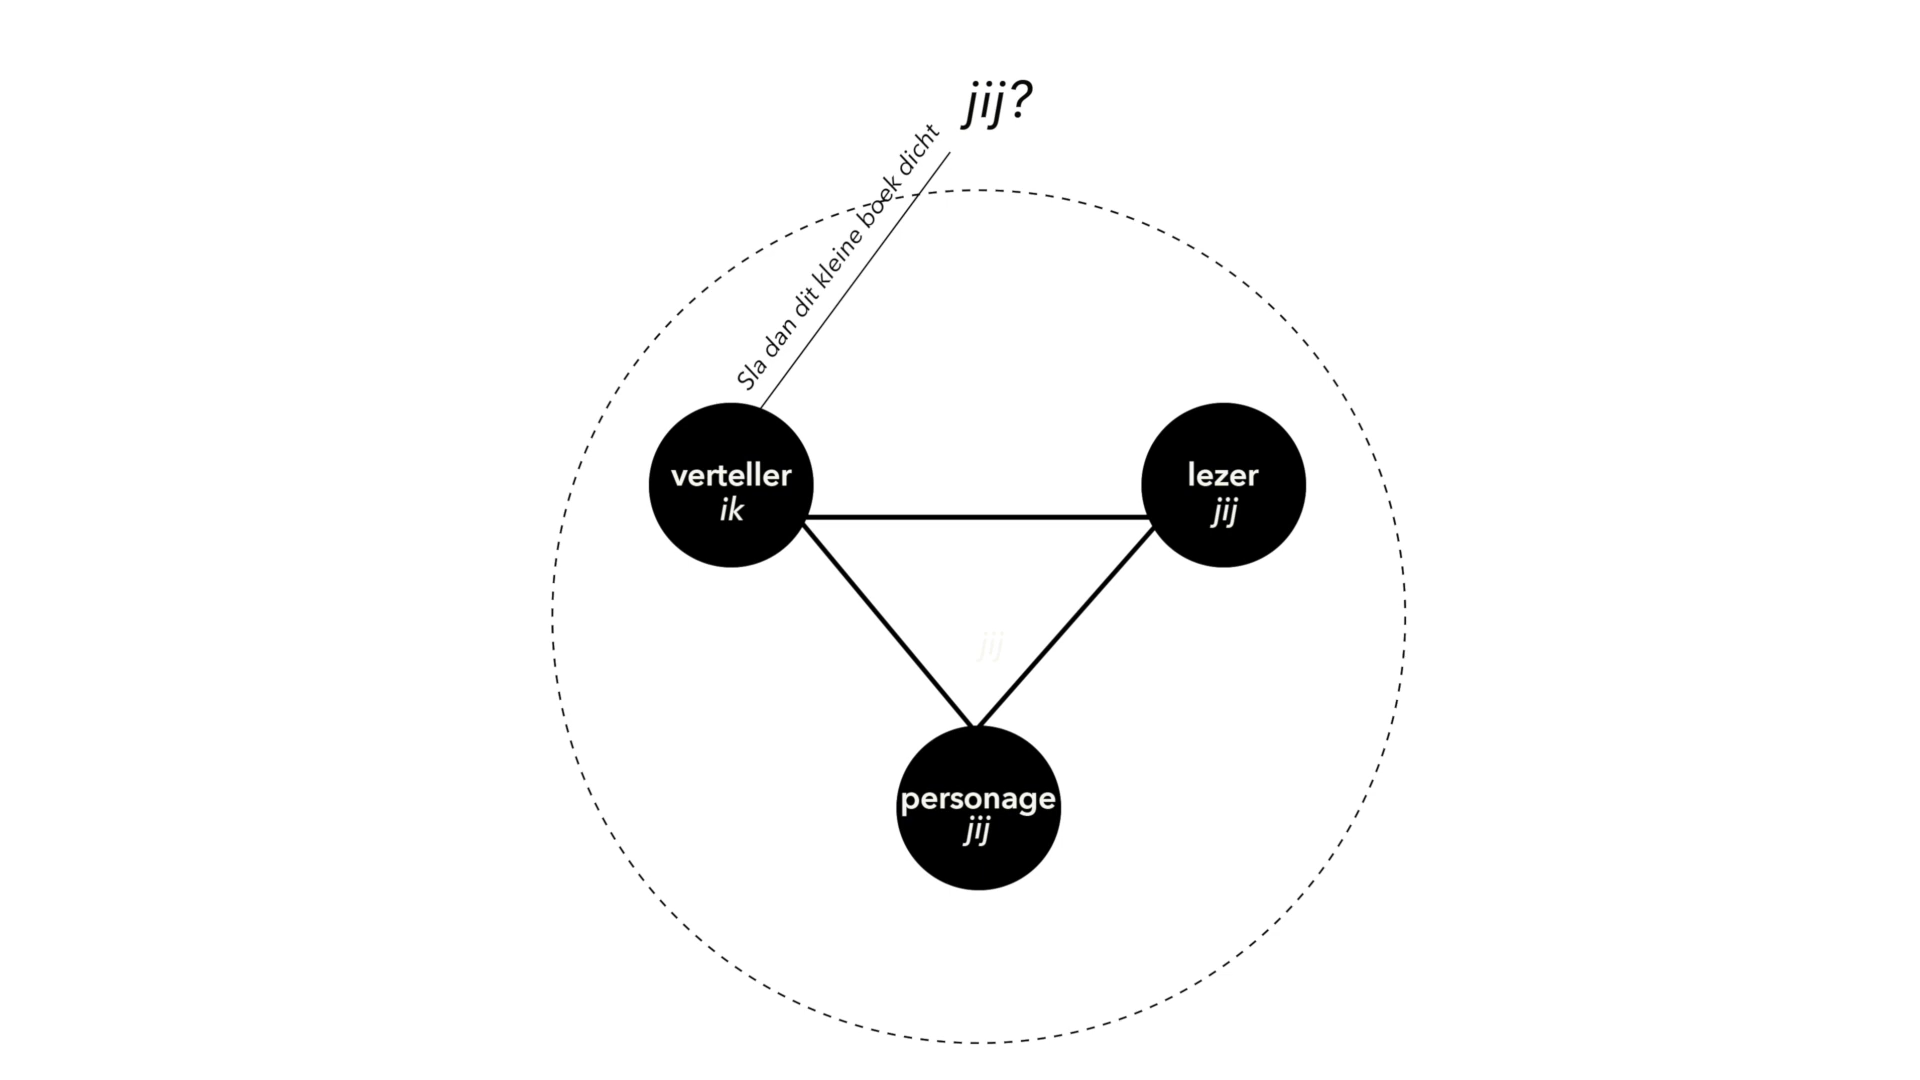 jij?
Sla dan dit kleine boek dicht
verteller
ik
lezer
jij
jij
personage
jij